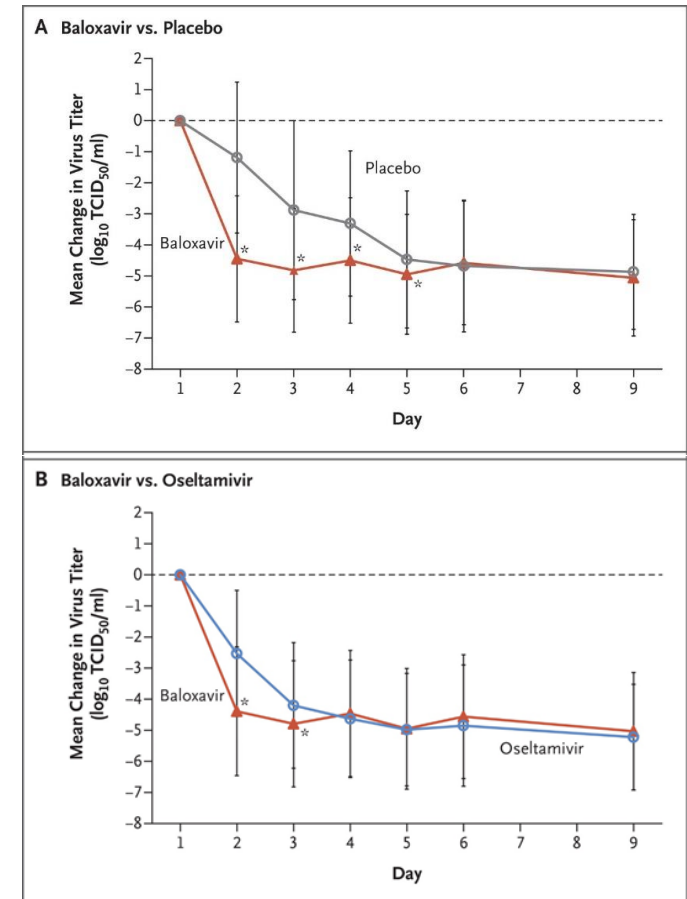 A Baloxavir vs. Placebo
2
1
0
-1
-2
-3
-4
-5
-6
-7
-8
Mean Change in Virus Titer
(log10 TCID50/ml)
Placebo
Baloxavir
*
*
*
*
1 2 3 4 5 6 7 8 9
Day
B Baloxavir vs. Oseltamivir
2
1
0
-1
-2
-3
-4
-5
-6
-7
-8
Mean Change in Virus Titer
(log10 TCID50/ml)
Baloxavir
*
*
Oseltamivir
1 2 3 4 5 6 7 8 9
Day